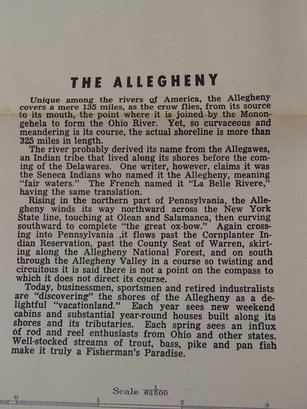 THE ALLEGHENY
Unique among the rivers of America, the Allegheny
covers a mere 135 miles, as the crow flies, from its source
to its mouth, the point where it is joined by the Monon-
gehela to form the Ohio River. Yet, so curvaceous and
meandering is its course, the actual shoreline is more than
325 miles in length.
The river probably derived its name from the Allegawes,
an Indian tribe that lived along its shores before the com-
ing of the Delawares. One writer, however, claims it was
the Seneca Indians who named it the Allegheny, meaning
"fair waters." The French named it "La Belle Rivere,"
having the same translation.
Rising in the northern part of Pennsylvania, the Alle-
gheny winds its way northward across the New York
State line, touching at Olean and Salamanca, then curving
southward to complete "the great ox-bow." Again cross-
ing into Pennsylvania ,it flows past the Cornplanter In-
dian Reservation, past the County Seat of Warren, skirt-
ing along the Allegheny National Forest, and on south
through the Allegheny Valley in a course so twisting and
circuitous it is said there is not a point on the compass to
which it does not direct its course.
Today, businessmen, sportsmen and retired industralists
are "discovering" the shores of the Allegheny as a de-
lightful "vacationland." Each year sees new weekend
cabins and substantial year-round houses built along its
shores and its tributaries. Each spring sees an influx
of rod and reel enthusiasts from Ohio and other states.
Well-stocked streams of trout, bass, pike and pan fish
make it truly a Fisherman's Paradise.
Scale 1/62500
0 1 2 3